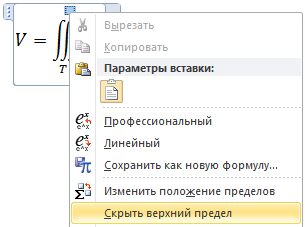 V = ∭
T
Вырезать
Копировать
Параметры вставки:
Профессиональный
Линейный
Сохранить как новую формулу...
Изменить положение пределов
Скрыть верхний предел